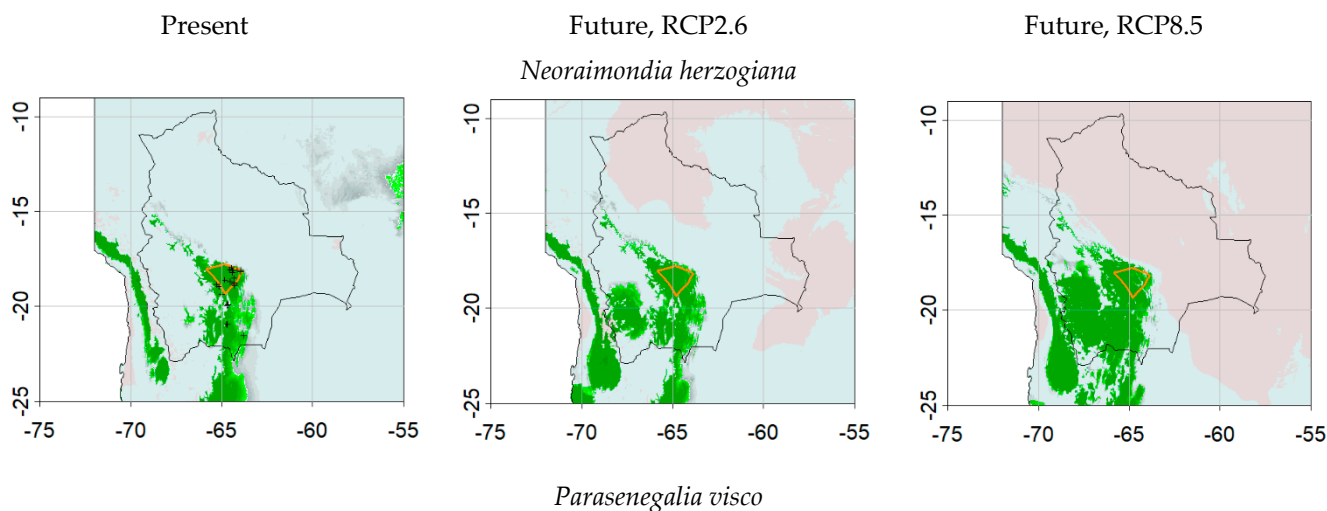 Present Future, RCP2.6 Future, RCP8.5
Neoraimondia herzogiana
-10 -10 -10
-15 -15 -15
-20 -20 -20
-25 -25 -25
-75 -70 -65 -60 -55 -75 -70 -65 -60 -55 -75 -70 -65 -60 -55
Parasenegalia visco